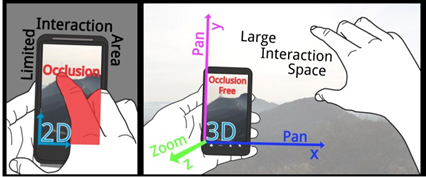 Interaction
Limited
Area
Occlusion
2D
Pan
y
Large
Interaction
Space
Occlusion
Free
3D
Zoom
z
Pan
x